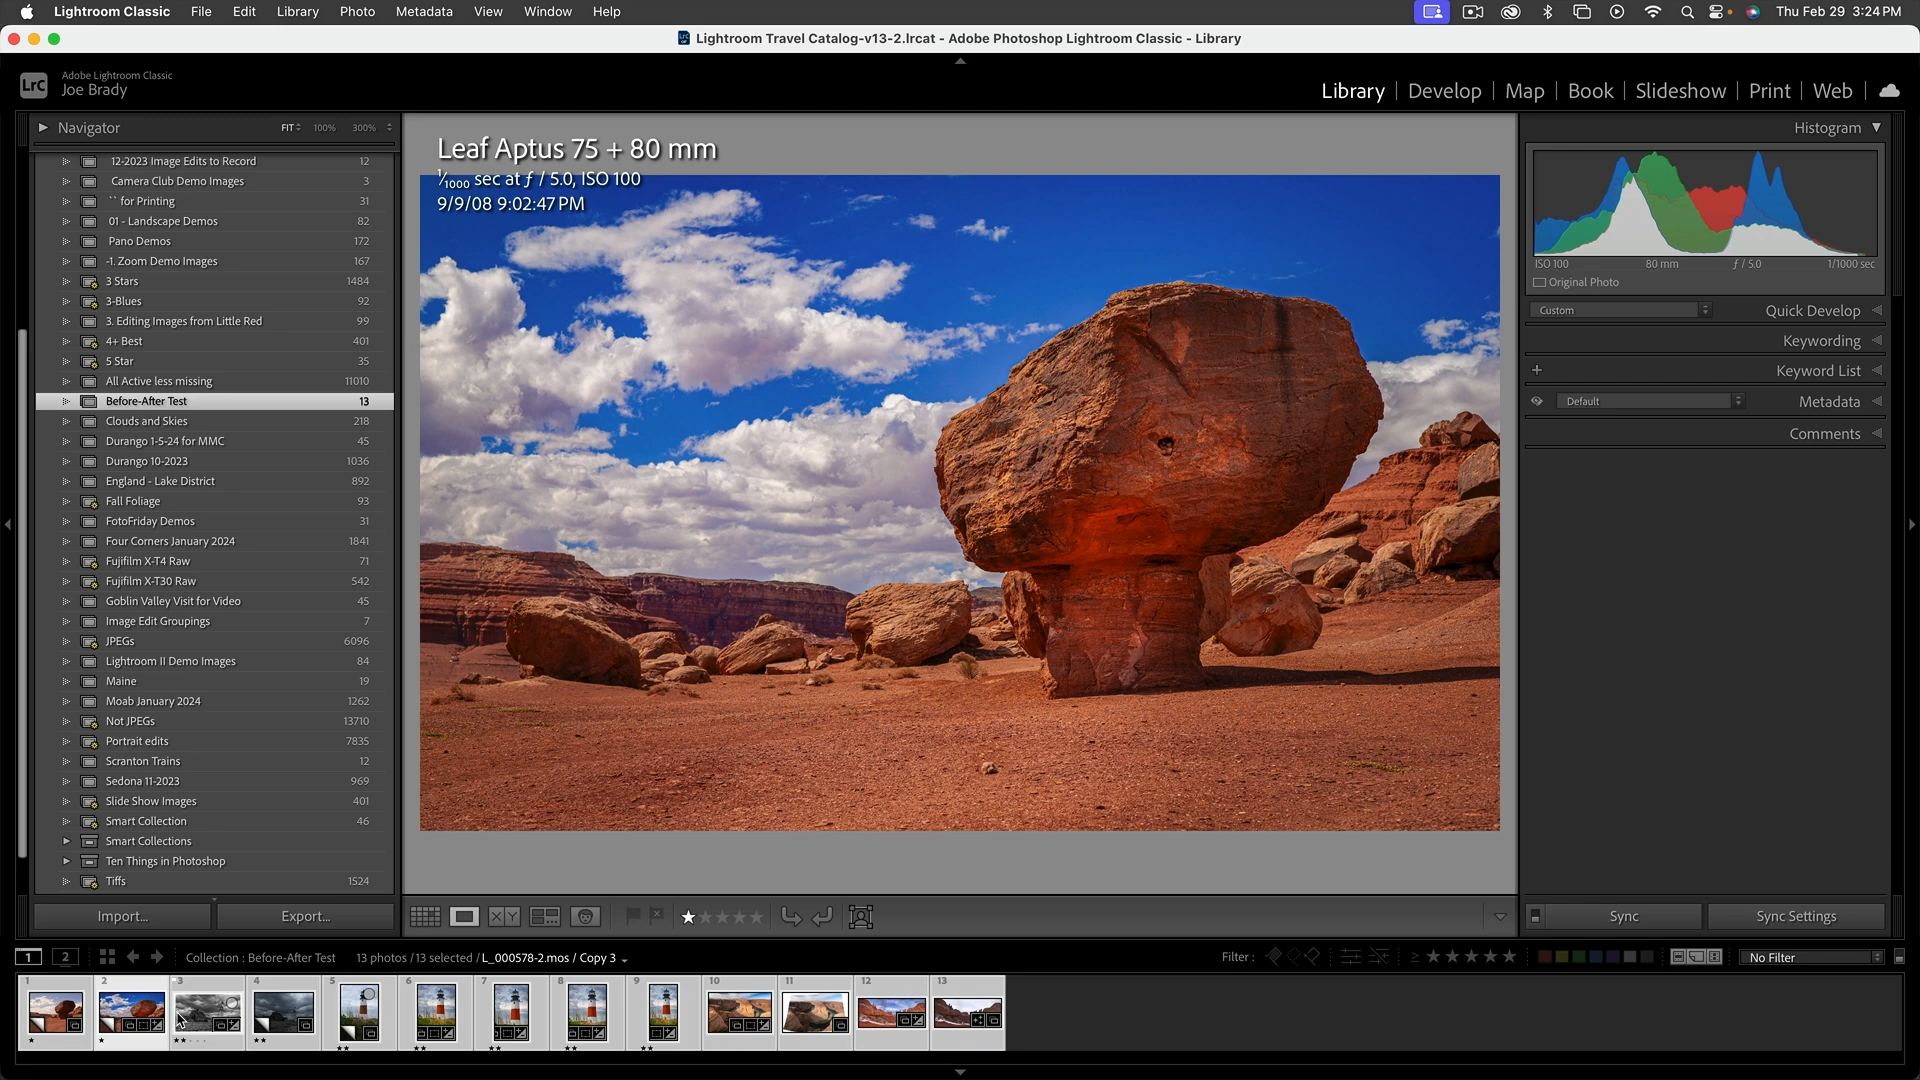 Lightroom Classic File Edit Library Photo Metadata View Window Help Thu Feb 29 3:24 PM
Lightroom Travel Catalog-v13-2.lrcat - Adobe Photoshop Lightroom Classic - Library
LrC
Adobe Lightroom Classic
Joe Brady
Library | Develop | Map | Book | Slideshow | Print | Web
Navigator FIT 100% 300%
12-2023 Image Edits to Record 12
Camera Club Demo Images 3
`` for Printing 31
01 - Landscape Demos 82
Pano Demos 172
-1. Zoom Demo Images 167
3 Stars 1484
3-Blues 92
3. Editing Images from Little Red 99
4+ Best 401
5 Star 35
All Active less missing 11010
Before-After Test 13
Clouds and Skies 218
Durango 1-5-24 for MMC 45
Durango 10-2023 1036
England - Lake District 892
Fall Foliage 93
FotoFriday Demos 31
Four Corners January 2024 1841
Fujifilm X-T4 Raw 71
Fujifilm X-T30 Raw 542
Goblin Valley Visit for Video 45
Image Edit Groupings 7
JPEGs 6096
Lightroom II Demo Images 84
Maine 19
Moab January 2024 1262
Not JPEGs 13710
Portrait edits 7835
Scranton Trains 12
Sedona 11-2023 969
Slide Show Images 401
Smart Collection 46
Smart Collections
Ten Things in Photoshop
Tiffs 1524
Import... Export...
Leaf Aptus 75 + 80 mm
1/1000 sec at ƒ / 5.0, ISO 100
9/9/08 9:02:47 PM
X Y
Histogram
ISO 100 80 mm ƒ / 5.0 1/1000 sec
Original Photo
Custom Quick Develop
Keywording
Keyword List
Default Metadata
Comments
Sync Sync Settings
1 2 Collection : Before-After Test 13 photos / 13 selected / L_000578-2.mos / Copy 3 Filter : No Filter
1 2 3 4 5 6 7 8 9 10 11 12 13